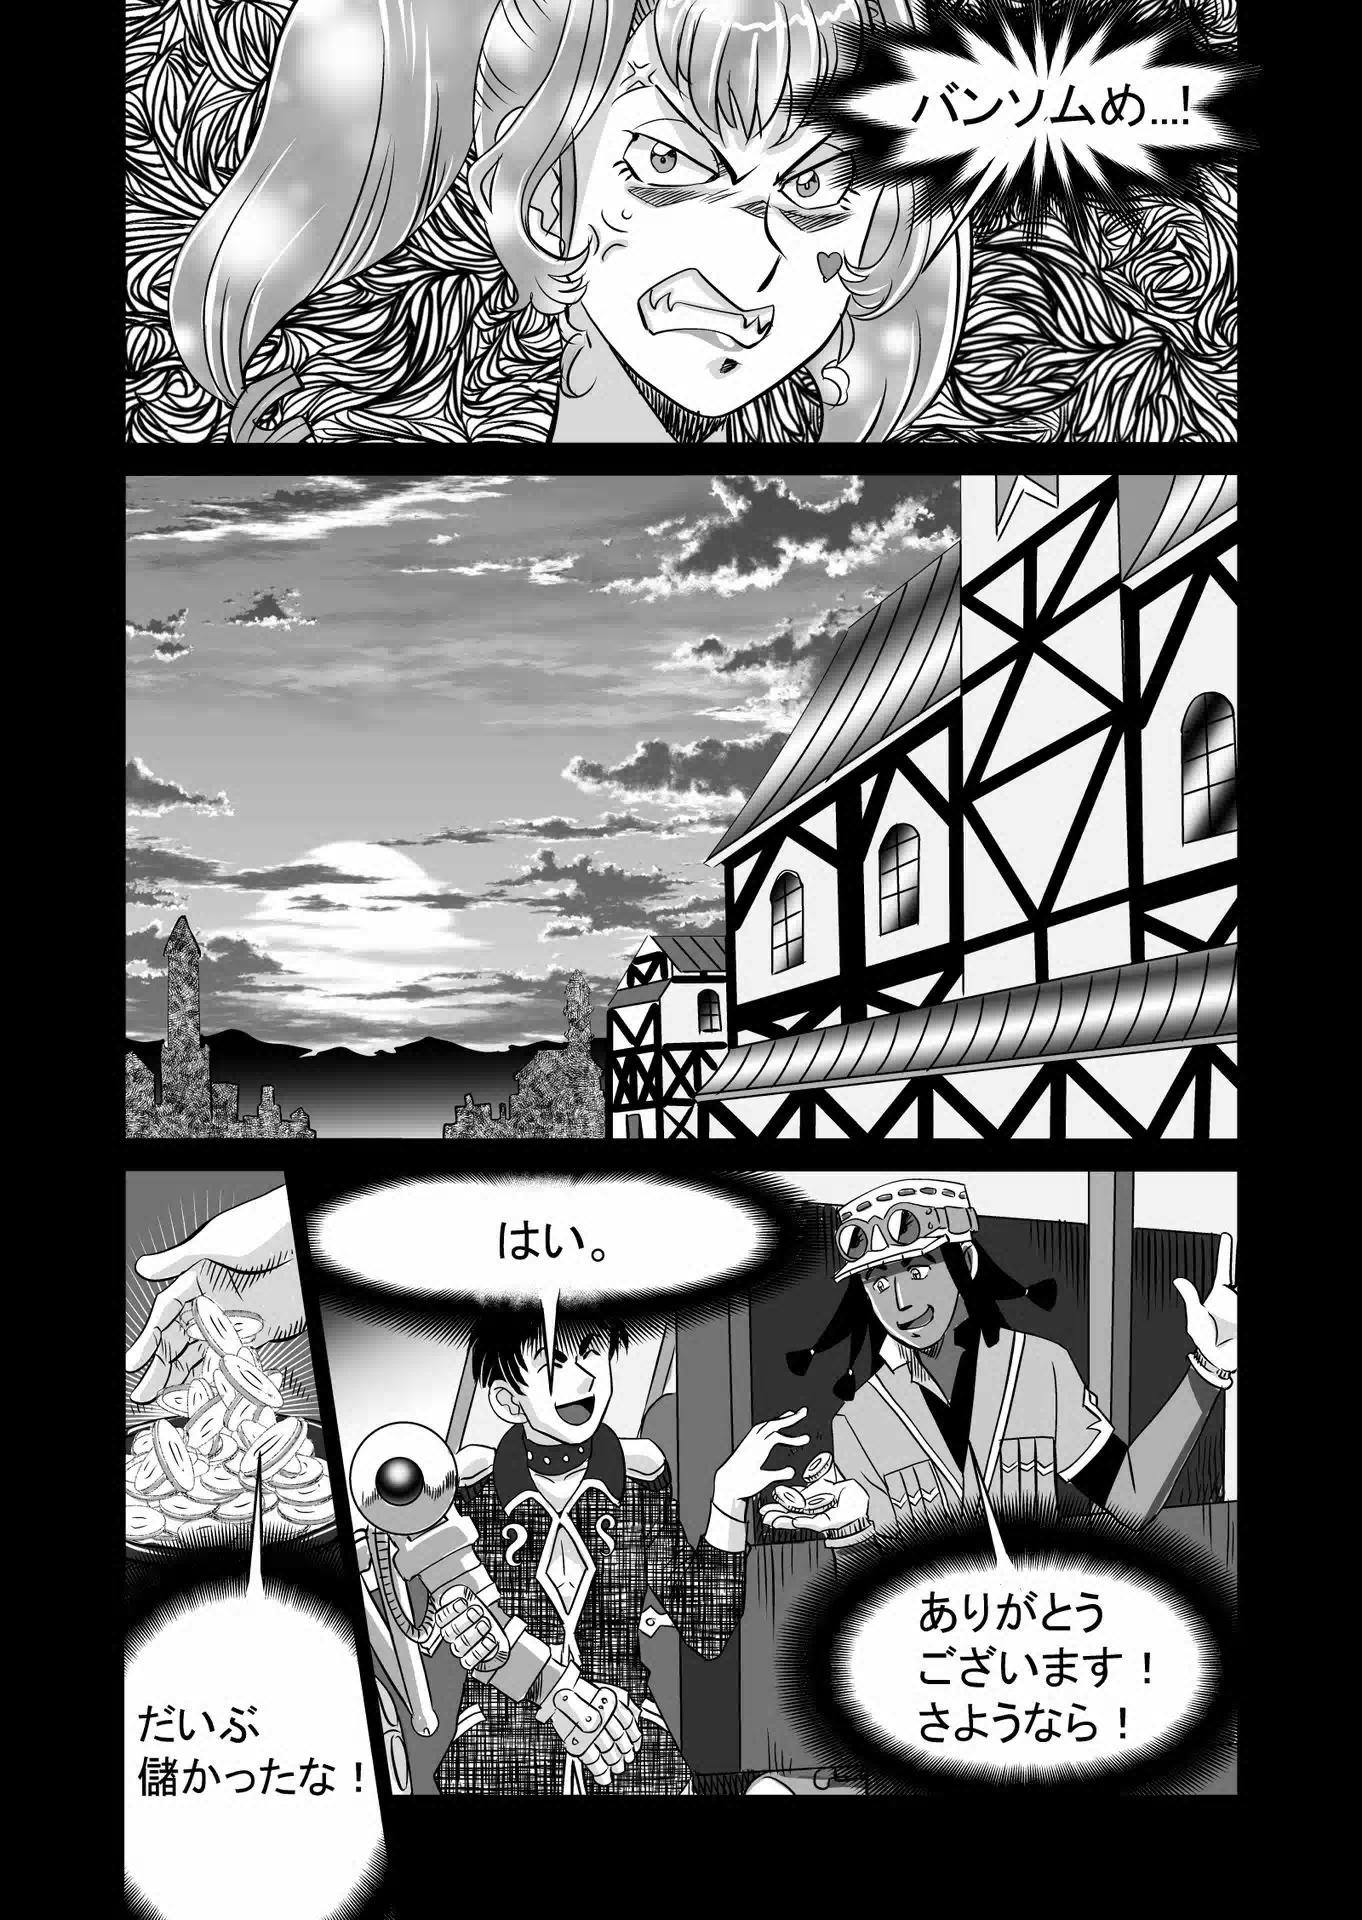 バンソムめ...!
はい。
ありがとう
ございます！
さようなら！
だいぶ
儲かったな！